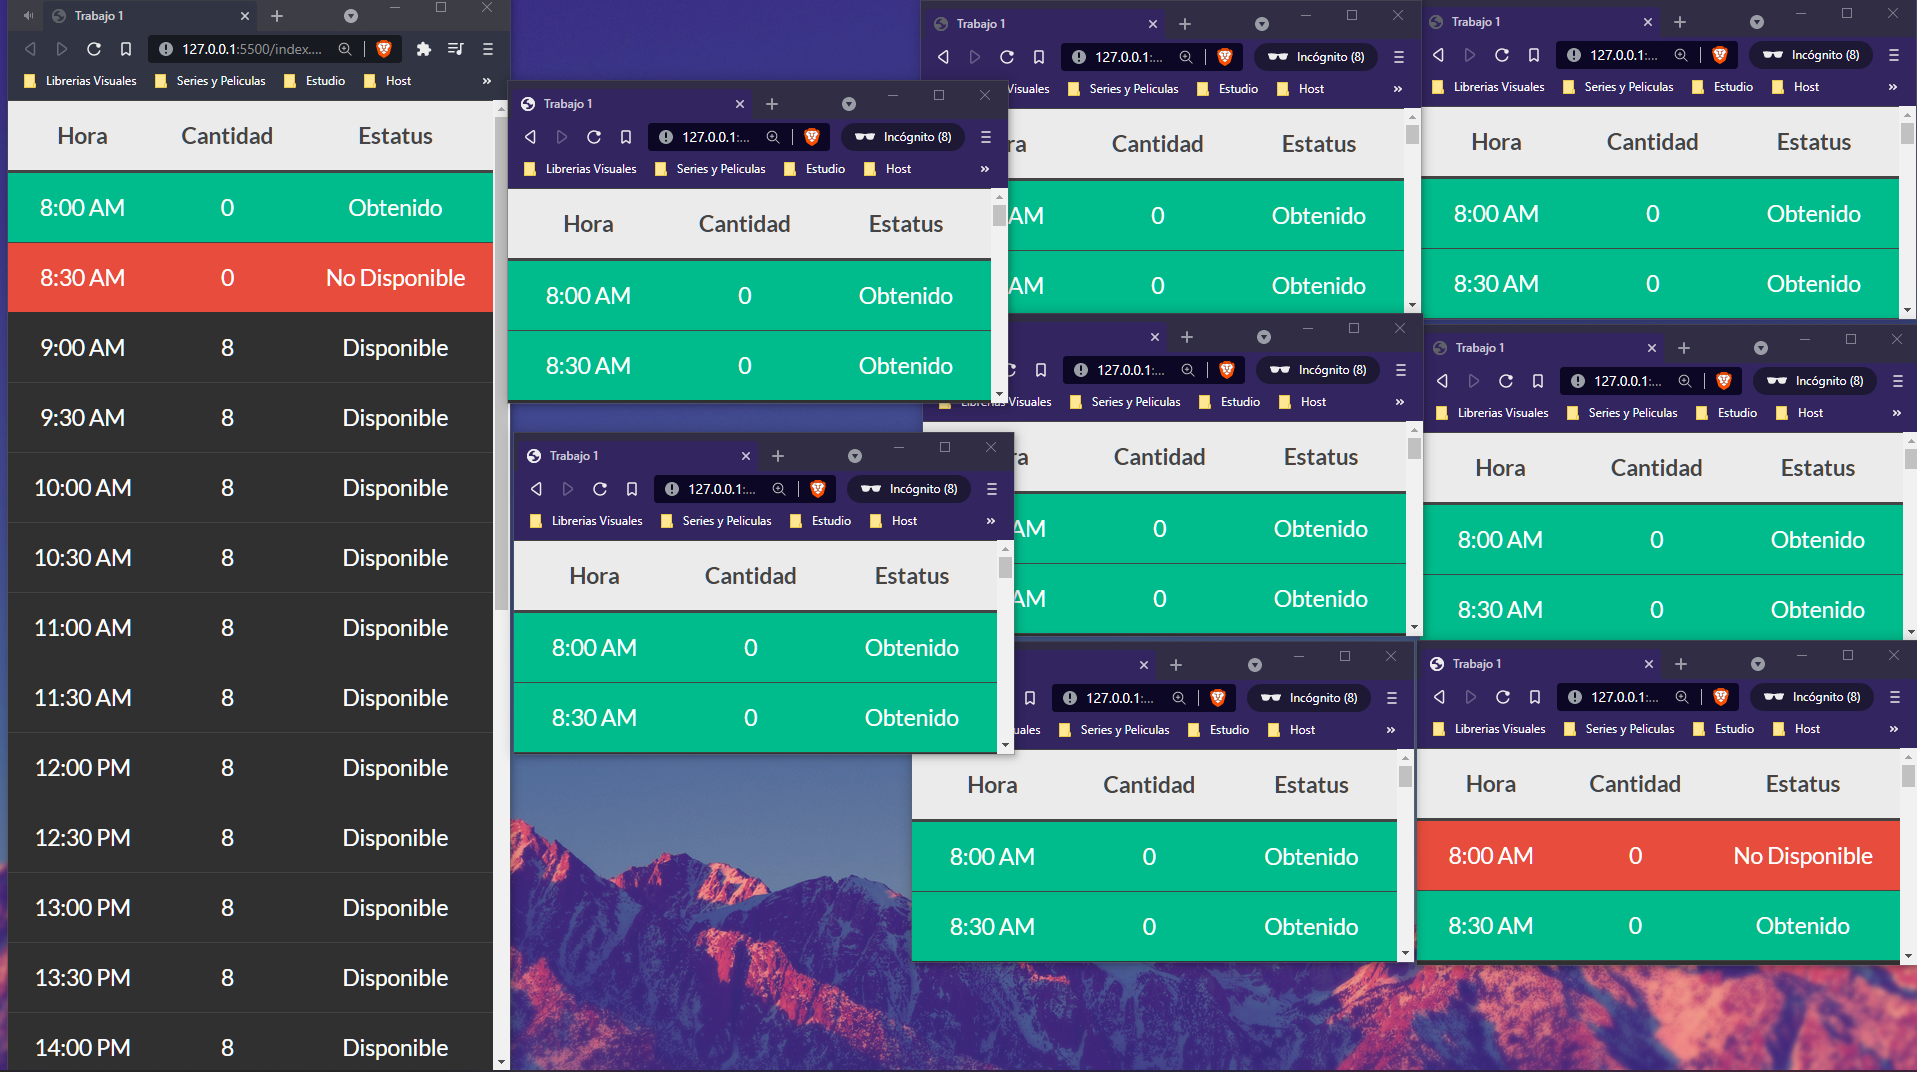 Trabajo 1
127.0.0.1:5500/index....
Librerias Visuales Series y Peliculas Estudio Host »
Hora Cantidad Estatus
8:00 AM 0 Obtenido
8:30 AM 0 No Disponible
9:00 AM 8 Disponible
9:30 AM 8 Disponible
10:00 AM 8 Disponible
10:30 AM 8 Disponible
11:00 AM 8 Disponible
11:30 AM 8 Disponible
12:00 PM 8 Disponible
12:30 PM 8 Disponible
13:00 PM 8 Disponible
13:30 PM 8 Disponible
14:00 PM 8 Disponible
Trabajo 1
127.0.0.1:... Incógnito (8)
Librerias Visuales Series y Peliculas Estudio Host »
Hora Cantidad Estatus
8:00 AM 0 Obtenido
8:30 AM 0 Obtenido
Trabajo 1
127.0.0.1:... Incógnito (8)
Librerias Visuales Series y Peliculas Estudio Host »
Hora Cantidad Estatus
8:00 AM 0 Obtenido
8:30 AM 0 Obtenido
Trabajo 1
127.0.0.1:... Incógnito (8)
Visuales Series y Peliculas Estudio Host »
ra Cantidad Estatus
AM 0 Obtenido
AM 0 Obtenido
127.0.0.1:... Incógnito (8)
Visuales Series y Peliculas Estudio Host »
ra Cantidad Estatus
AM 0 Obtenido
AM 0 Obtenido
127.0.0.1:... Incógnito (8)
uales Series y Peliculas Estudio Host »
Hora Cantidad Estatus
8:00 AM 0 Obtenido
8:30 AM 0 Obtenido
Trabajo 1
127.0.0.1:... Incógnito (8)
Librerias Visuales Series y Peliculas Estudio Host »
Hora Cantidad Estatus
8:00 AM 0 Obtenido
8:30 AM 0 Obtenido
Trabajo 1
127.0.0.1:... Incógnito (8)
Librerias Visuales Series y Peliculas Estudio Host »
Hora Cantidad Estatus
8:00 AM 0 Obtenido
8:30 AM 0 Obtenido
Trabajo 1
127.0.0.1:... Incógnito (8)
Librerias Visuales Series y Peliculas Estudio Host »
Hora Cantidad Estatus
8:00 AM 0 No Disponible
8:30 AM 0 Obtenido